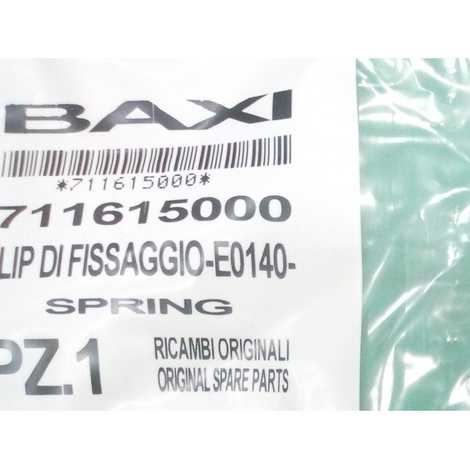 BAXI
*711615000*
711615000
LIP DI FISSAGGIO-E0140-
SPRING
PZ.1
RICAMBI ORIGINALI
ORIGINAL SPARE PARTS